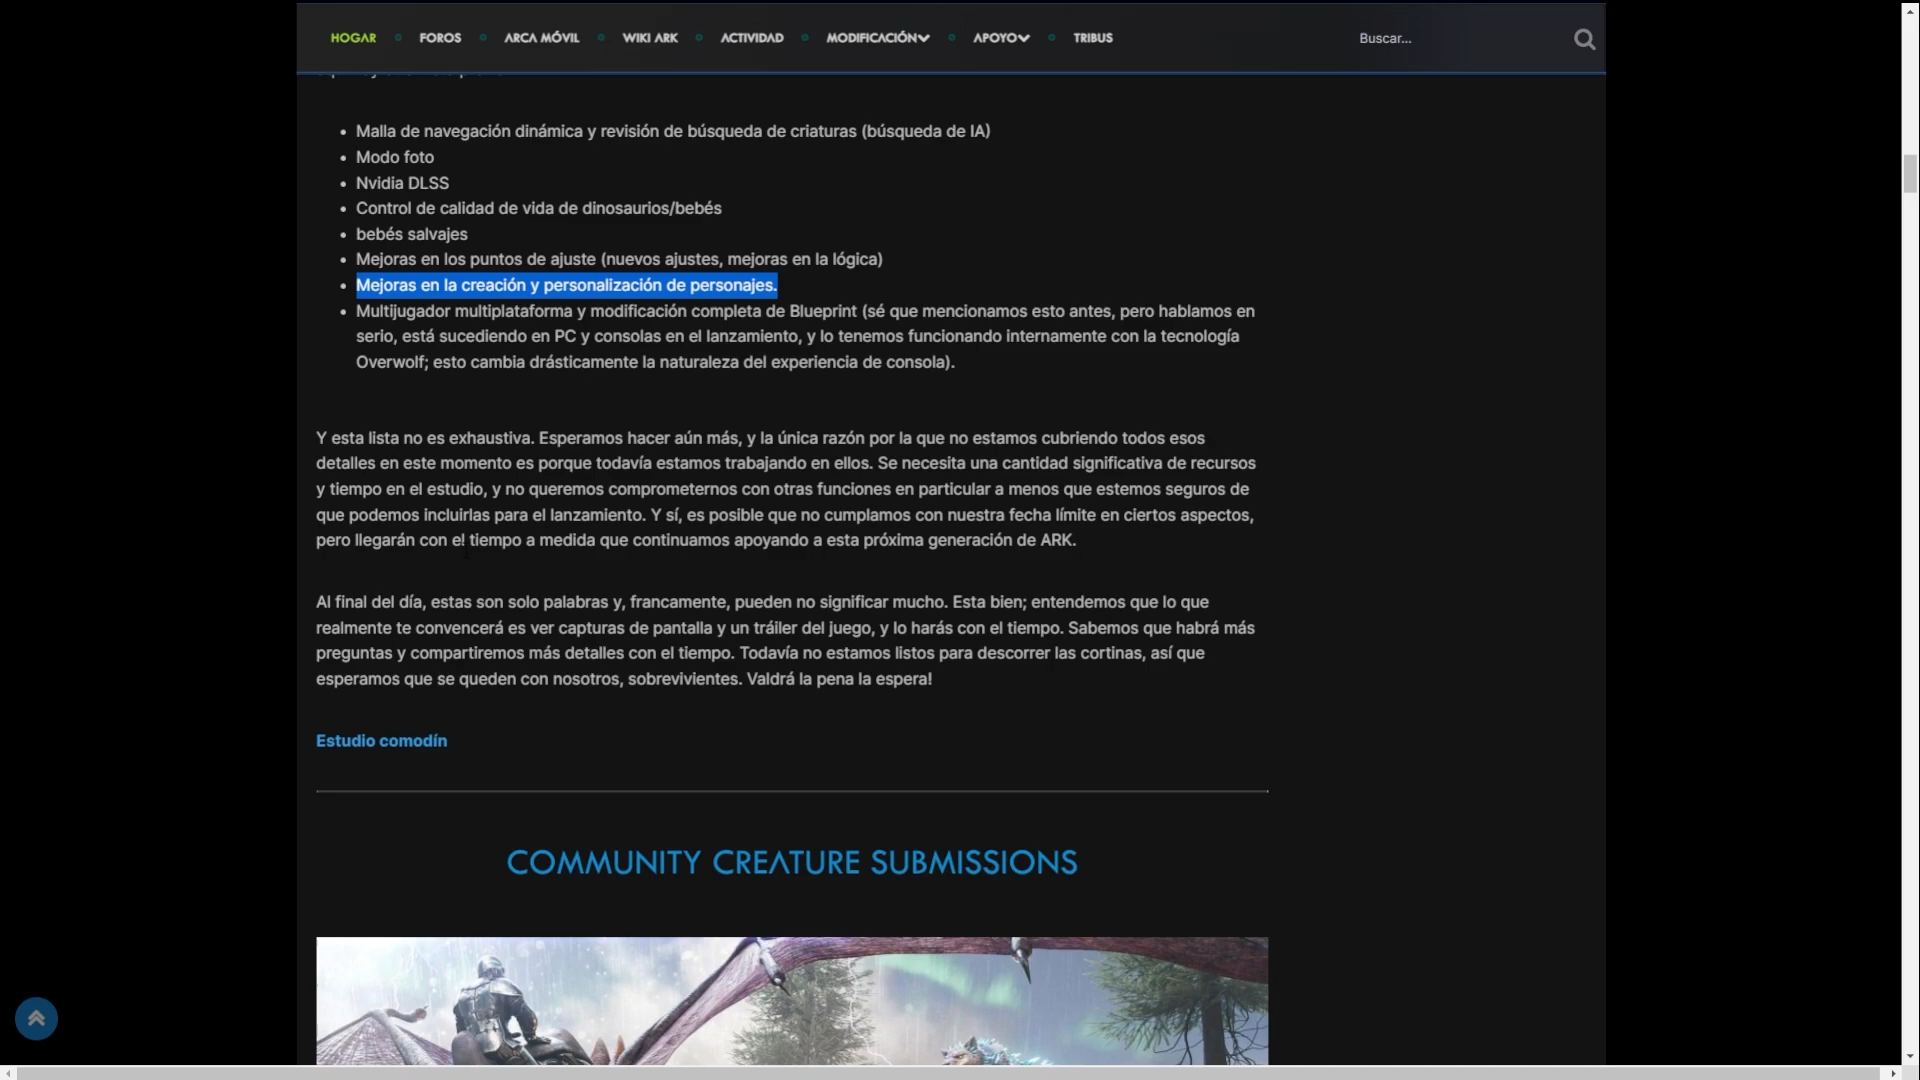 HOGAR FOROS ARCA MÓVIL WIKI ARK ACTIVIDAD MODIFICACIÓN APOYO TRIBUS Buscar...
Malla de navegación dinámica y revisión de búsqueda de criaturas (búsqueda de IA)
Modo foto
Nvidia DLSS
Control de calidad de vida de dinosaurios/bebés
bebés salvajes
Mejoras en los puntos de ajuste (nuevos ajustes, mejoras en la lógica)
Mejoras en la creación y personalización de personajes.
Multijugador multiplataforma y modificación completa de Blueprint (sé que mencionamos esto antes, pero hablamos en
serio, está sucediendo en PC y consolas en el lanzamiento, y lo tenemos funcionando internamente con la tecnología
Overwolf; esto cambia drásticamente la naturaleza del experiencia de consola).
Y esta lista no es exhaustiva. Esperamos hacer aún más, y la única razón por la que no estamos cubriendo todos esos
detalles en este momento es porque todavía estamos trabajando en ellos. Se necesita una cantidad significativa de recursos
y tiempo en el estudio, y no queremos comprometernos con otras funciones en particular a menos que estemos seguros de
que podemos incluirlas para el lanzamiento. Y sí, es posible que no cumplamos con nuestra fecha límite en ciertos aspectos,
pero llegarán con el tiempo a medida que continuamos apoyando a esta próxima generación de ARK.
Al final del día, estas son solo palabras y, francamente, pueden no significar mucho. Esta bien; entendemos que lo que
realmente te convencerá es ver capturas de pantalla y un tráiler del juego, y lo harás con el tiempo. Sabemos que habrá más
preguntas y compartiremos más detalles con el tiempo. Todavía no estamos listos para descorrer las cortinas, así que
esperamos que se queden con nosotros, sobrevivientes. Valdrá la pena la espera!
Estudio comodín
COMMUNITY CREATURE SUBMISSIONS